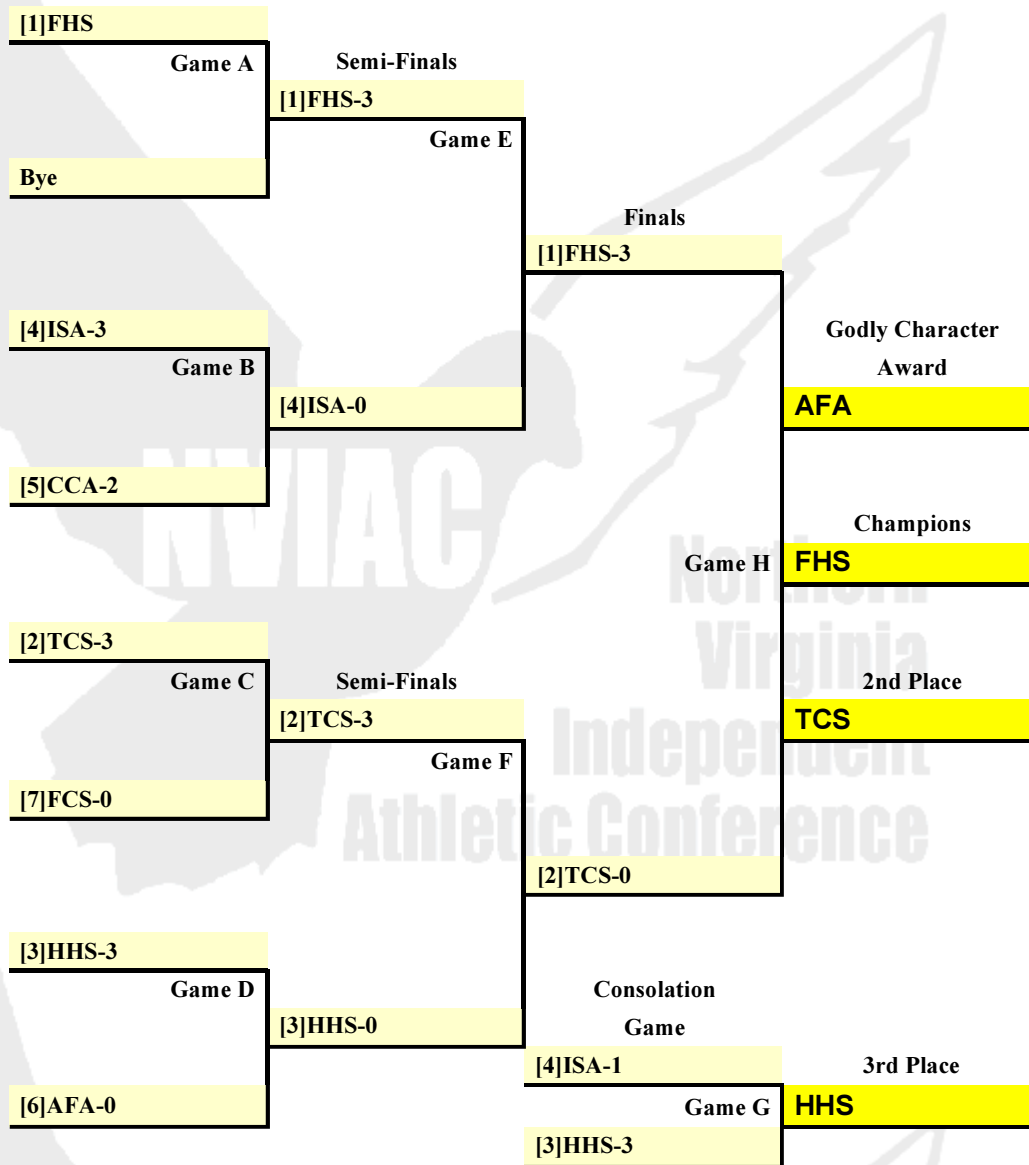 [1]FHS
Game A
Semi-Finals
[1]FHS-3
Game E
Bye
Finals
[1]FHS-3
[4]ISA-3
Game B
Godly Character
Award
[4]ISA-0
AFA
[5]CCA-2
NVIAC
Champions
Game H
FHS
Northern
Virginia
Independent
Athletic Conference
[2]TCS-3
Game C
Semi-Finals
2nd Place
[2]TCS-3
TCS
Game F
[7]FCS-0
[2]TCS-0
[3]HHS-3
Game D
Consolation
Game
[3]HHS-0
[4]ISA-1
3rd Place
[6]AFA-0
Game G
HHS
[3]HHS-3